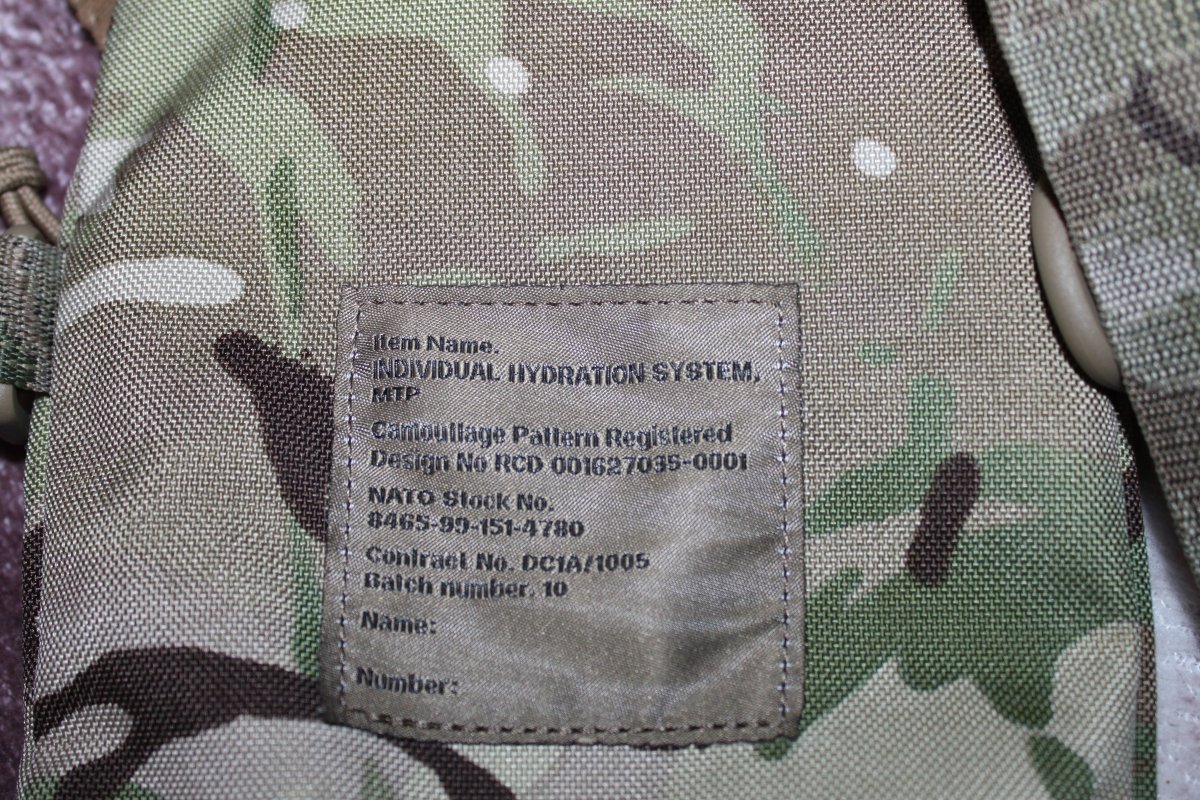 Item Name.
INDIVIDUAL HYDRATION SYSTEM,
MTP
Camouflage Pattern Registered
Design No RCD 001627035-0001
NATO Stock No.
8465-99-151-4780
Contract No. DC1A/1005
Batch number. 10
Name:
Number: